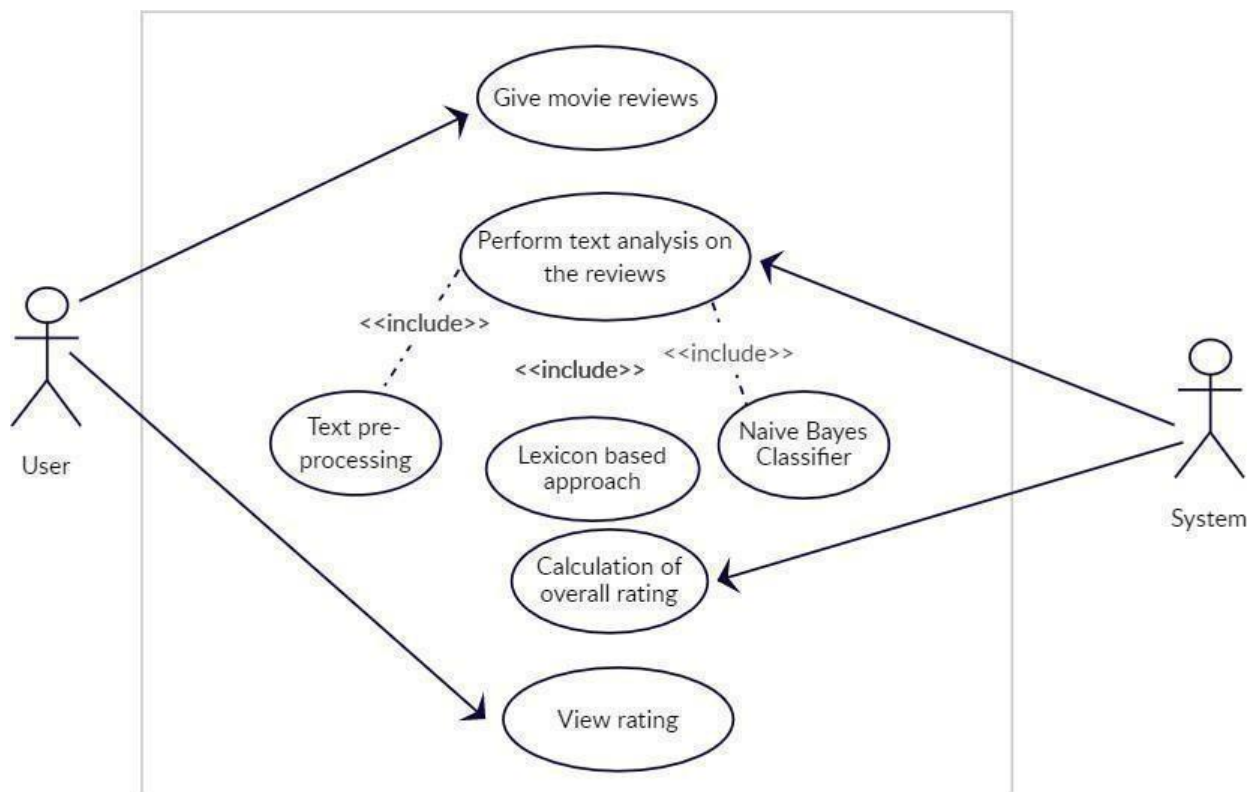 Give movie reviews
Perform text analysis on
the reviews
<<include>>
<<include>>
<<include>>
Text pre-
processing
Lexicon based
approach
Naive Bayes
Classifier
User
System
Calculation of
overall rating
View rating